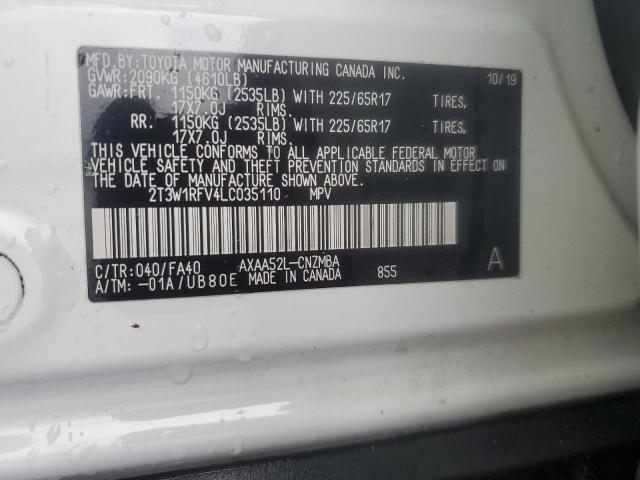 MFD.BY:TOYOTA MOTOR MANUFACTURING CANADA INC. 10/19
GVWR:2090KG (4610LB)
GAWR:FRT. 1150KG (2535LB) WITH 225/65R17 TIRES,
17X7.0J RIMS.
RR. 1150KG (2535LB) WITH 225/65R17 TIRES,
17X7.0J RIMS.
THIS VEHICLE CONFORMS TO ALL APPLICABLE FEDERAL MOTOR
VEHICLE SAFETY AND THEFT PREVENTION STANDARDS IN EFFECT ON
THE DATE OF MANUFACTURE SHOWN ABOVE.
2T3W1RFV4LC035110 MPV
C/TR:040/FA40 AXAA52L-CNZMBA 855 A
A/TM:-01A/UB80E MADE IN CANADA